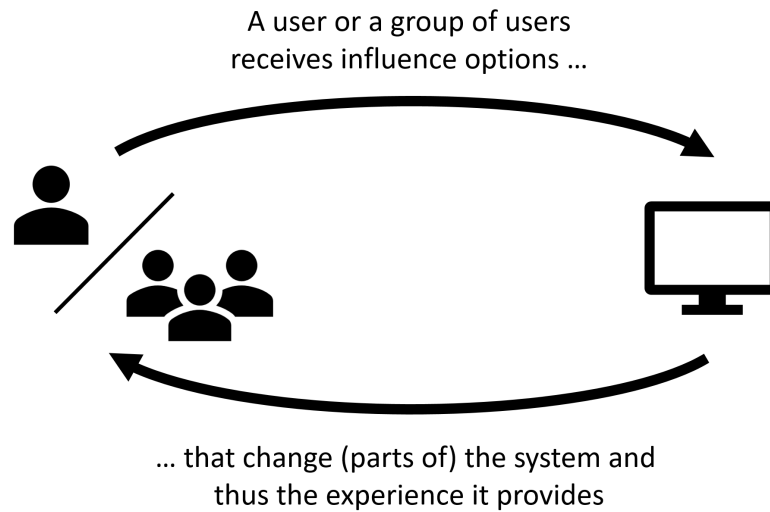 A user or a group of users
receives influence options …
… that change (parts of) the system and
thus the experience it provides